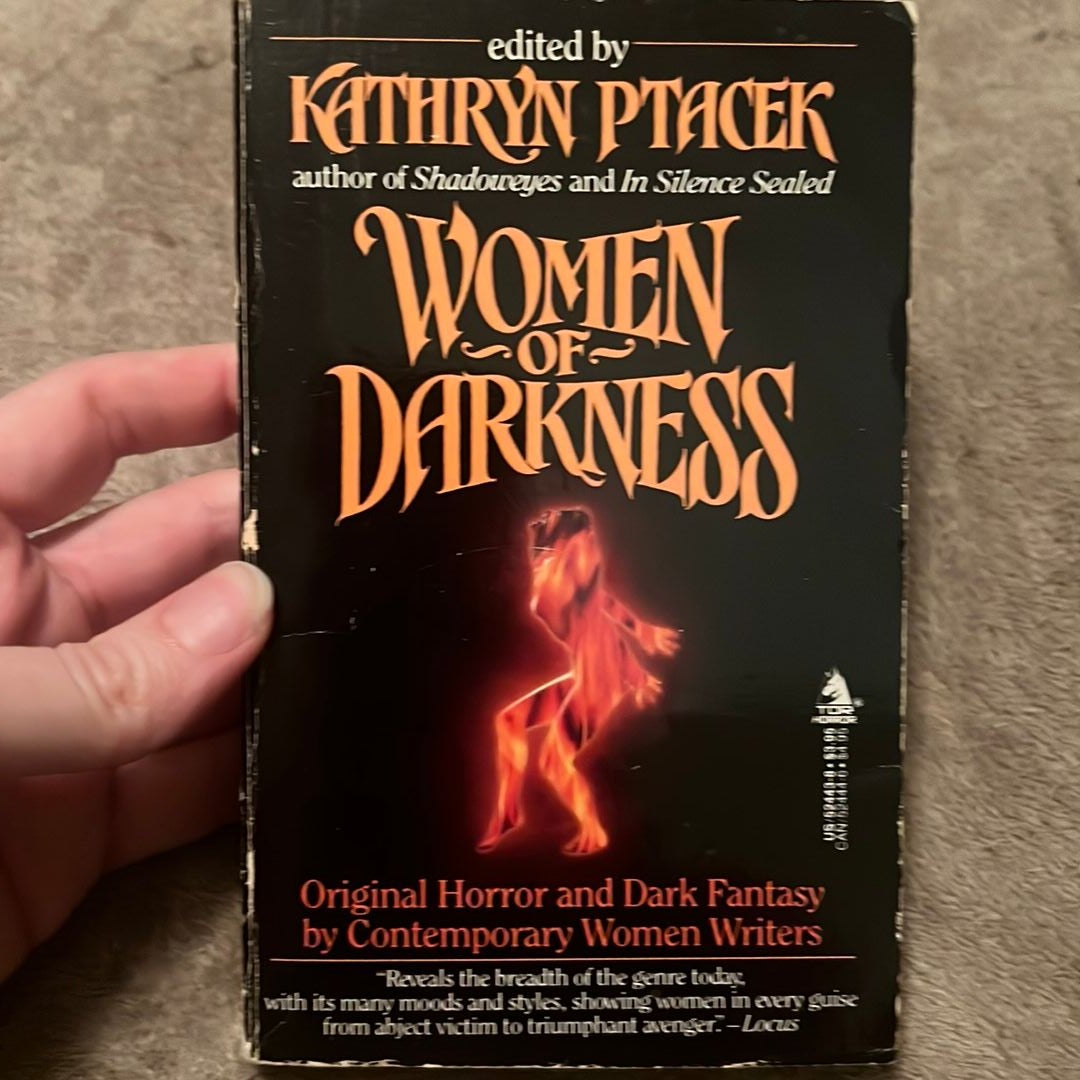 edited by
KATHRYN PTACEK
author of Shadoweyes and In Silence Sealed
WOMEN
OF
DARKNESS
TOR
HORROR
Original Horror and Dark Fantasy
by Contemporary Women Writers
"Reveals the breadth of the genre today,
with its many moods and styles, showing women in every guise
from abject victim to triumphant avenger." –Locus